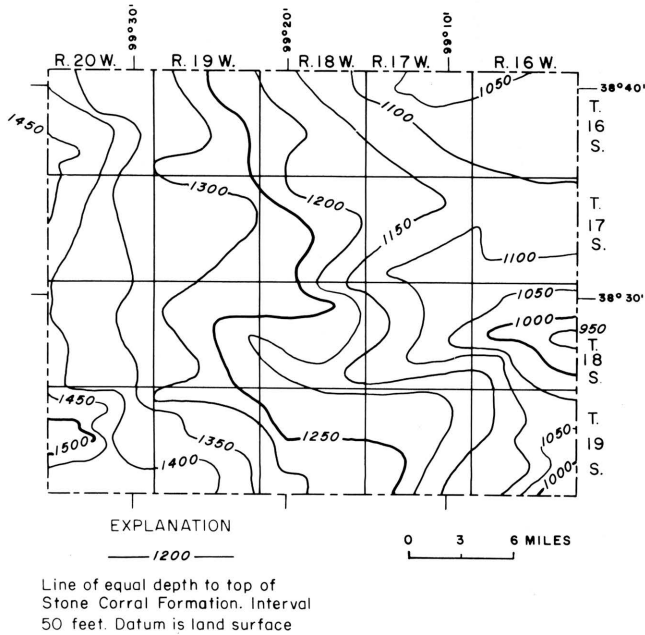 99°30' 99°20' 99°10'
R. 20 W. R. 19 W. R. 18 W. R. 17 W. R. 16 W.
38°40'
1050
1100
1450
T.
16
S.
1300
1200
1150
T.
17
S.
1100
1050
38°30'
1000
950
T.
18
S.
1450
1500
1400
1350
1250
1050
1000
T.
19
S.
EXPLANATION
1200
0 3 6 MILES
Line of equal depth to top of
Stone Corral Formation. Interval
50 feet. Datum is land surface